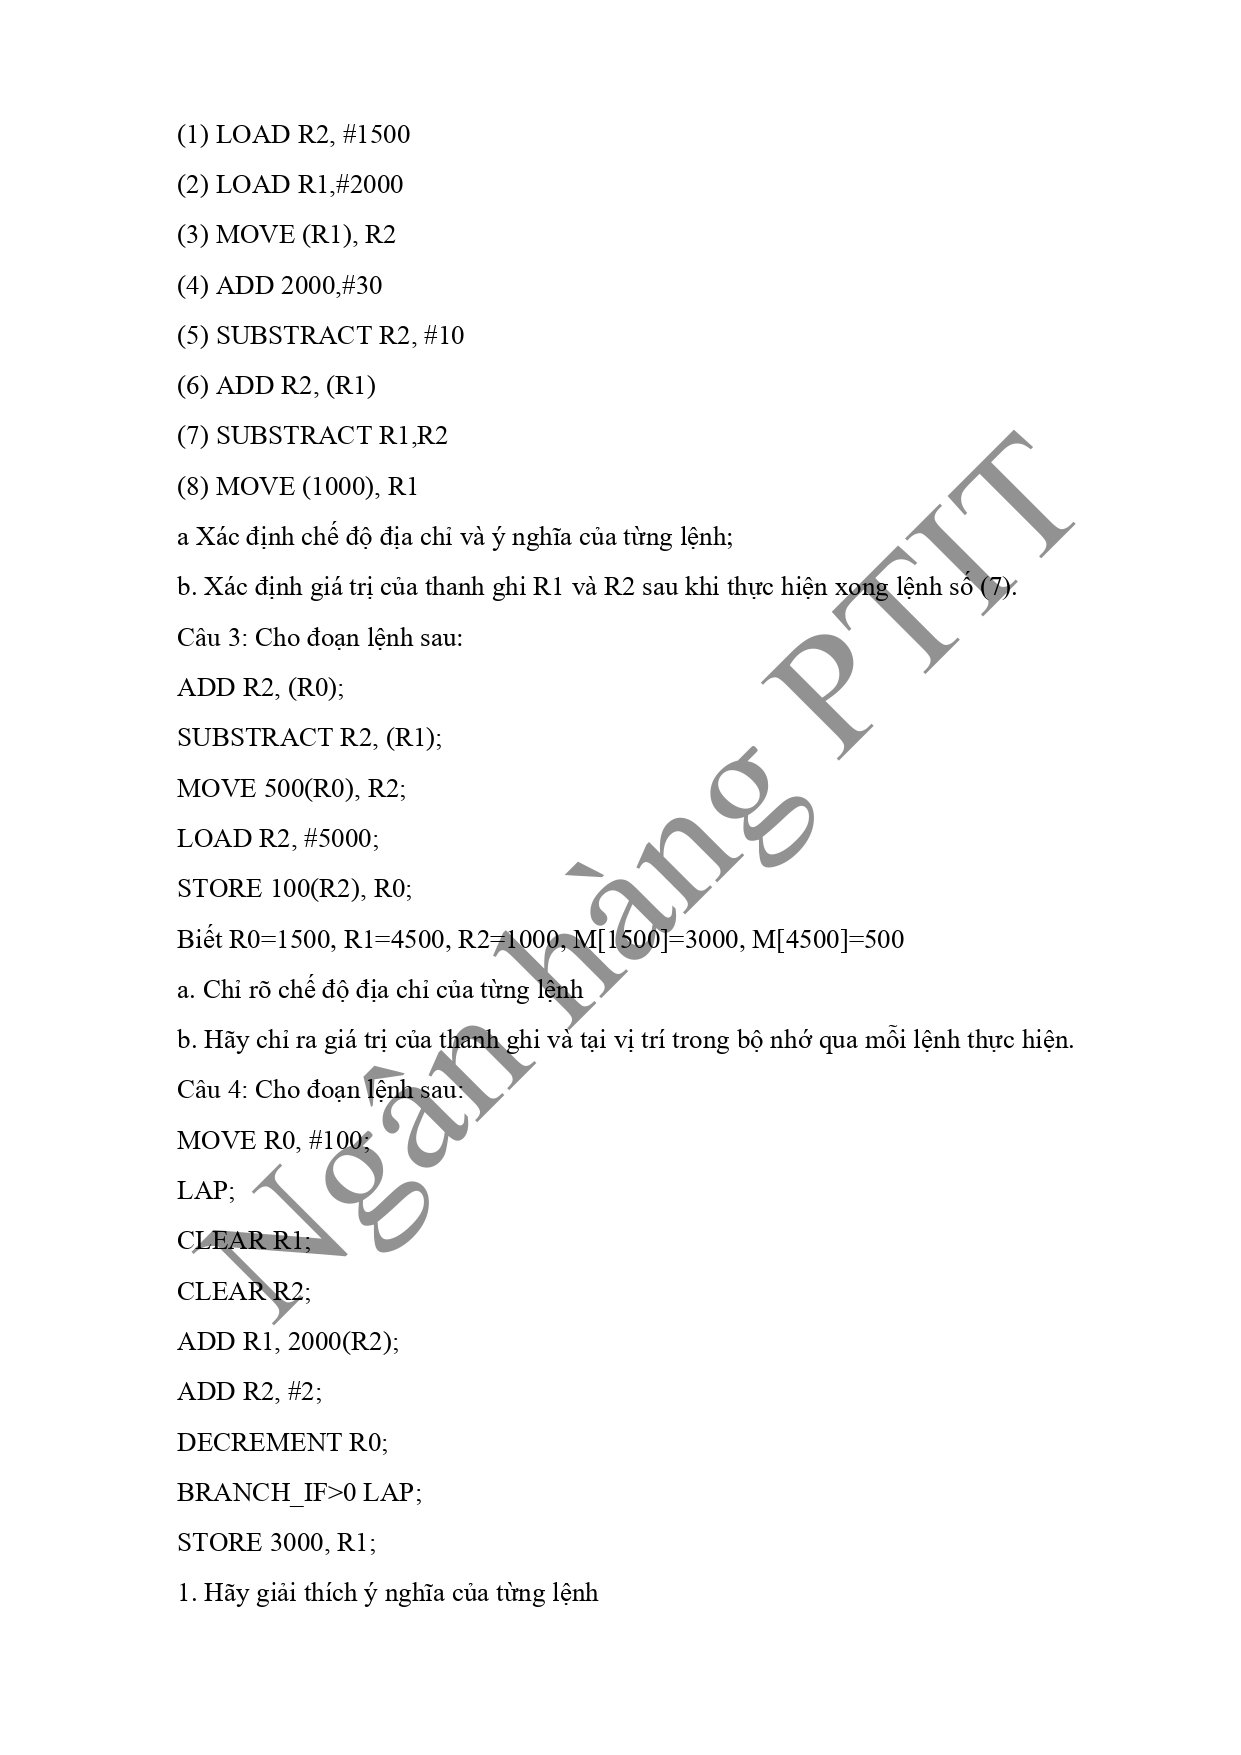 (1) LOAD R2, #1500
(2) LOAD R1,#2000
(3) MOVE (R1), R2
(4) ADD 2000,#30
(5) SUBSTRACT R2, #10
(6) ADD R2, (R1)
(7) SUBSTRACT R1,R2
(8) MOVE (1000), R1
a Xác định chế độ địa chỉ và ý nghĩa của từng lệnh;
b. Xác định giá trị của thanh ghi R1 và R2 sau khi thực hiện xong lệnh số (7).
Câu 3: Cho đoạn lệnh sau:
ADD R2, (R0);
SUBSTRACT R2, (R1);
MOVE 500(R0), R2;
LOAD R2, #5000;
STORE 100(R2), R0;
Biết R0=1500, R1=4500, R2=1000, M[1500]=3000, M[4500]=500
a. Chỉ rõ chế độ địa chỉ của từng lệnh
b. Hãy chỉ ra giá trị của thanh ghi và tại vị trí trong bộ nhớ qua mỗi lệnh thực hiện.
Câu 4: Cho đoạn lệnh sau:
MOVE R0, #100;
LAP;
CLEAR R1;
CLEAR R2;
ADD R1, 2000(R2);
ADD R2, #2;
DECREMENT R0;
BRANCH_IF>0 LAP;
STORE 3000, R1;
1. Hãy giải thích ý nghĩa của từng lệnh
Ngân hàng PTIT